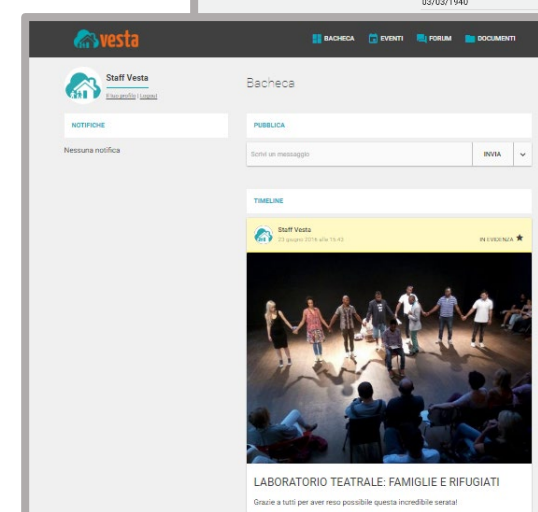 03/03/1940
vesta
BACHECA EVENTI FORUM DOCUMENTI
Staff Vesta
Il tuo profilo | Logout
Bacheca
NOTIFICHE
PUBBLICA
Nessuna notifica
Scrivi un messaggio
INVIA
TIMELINE
Staff Vesta
23 giugno 2016 alle 15:43
IN EVIDENZA
LABORATORIO TEATRALE: FAMIGLIE E RIFUGIATI
Grazie a tutti per aver reso possibile questa incredibile serata!